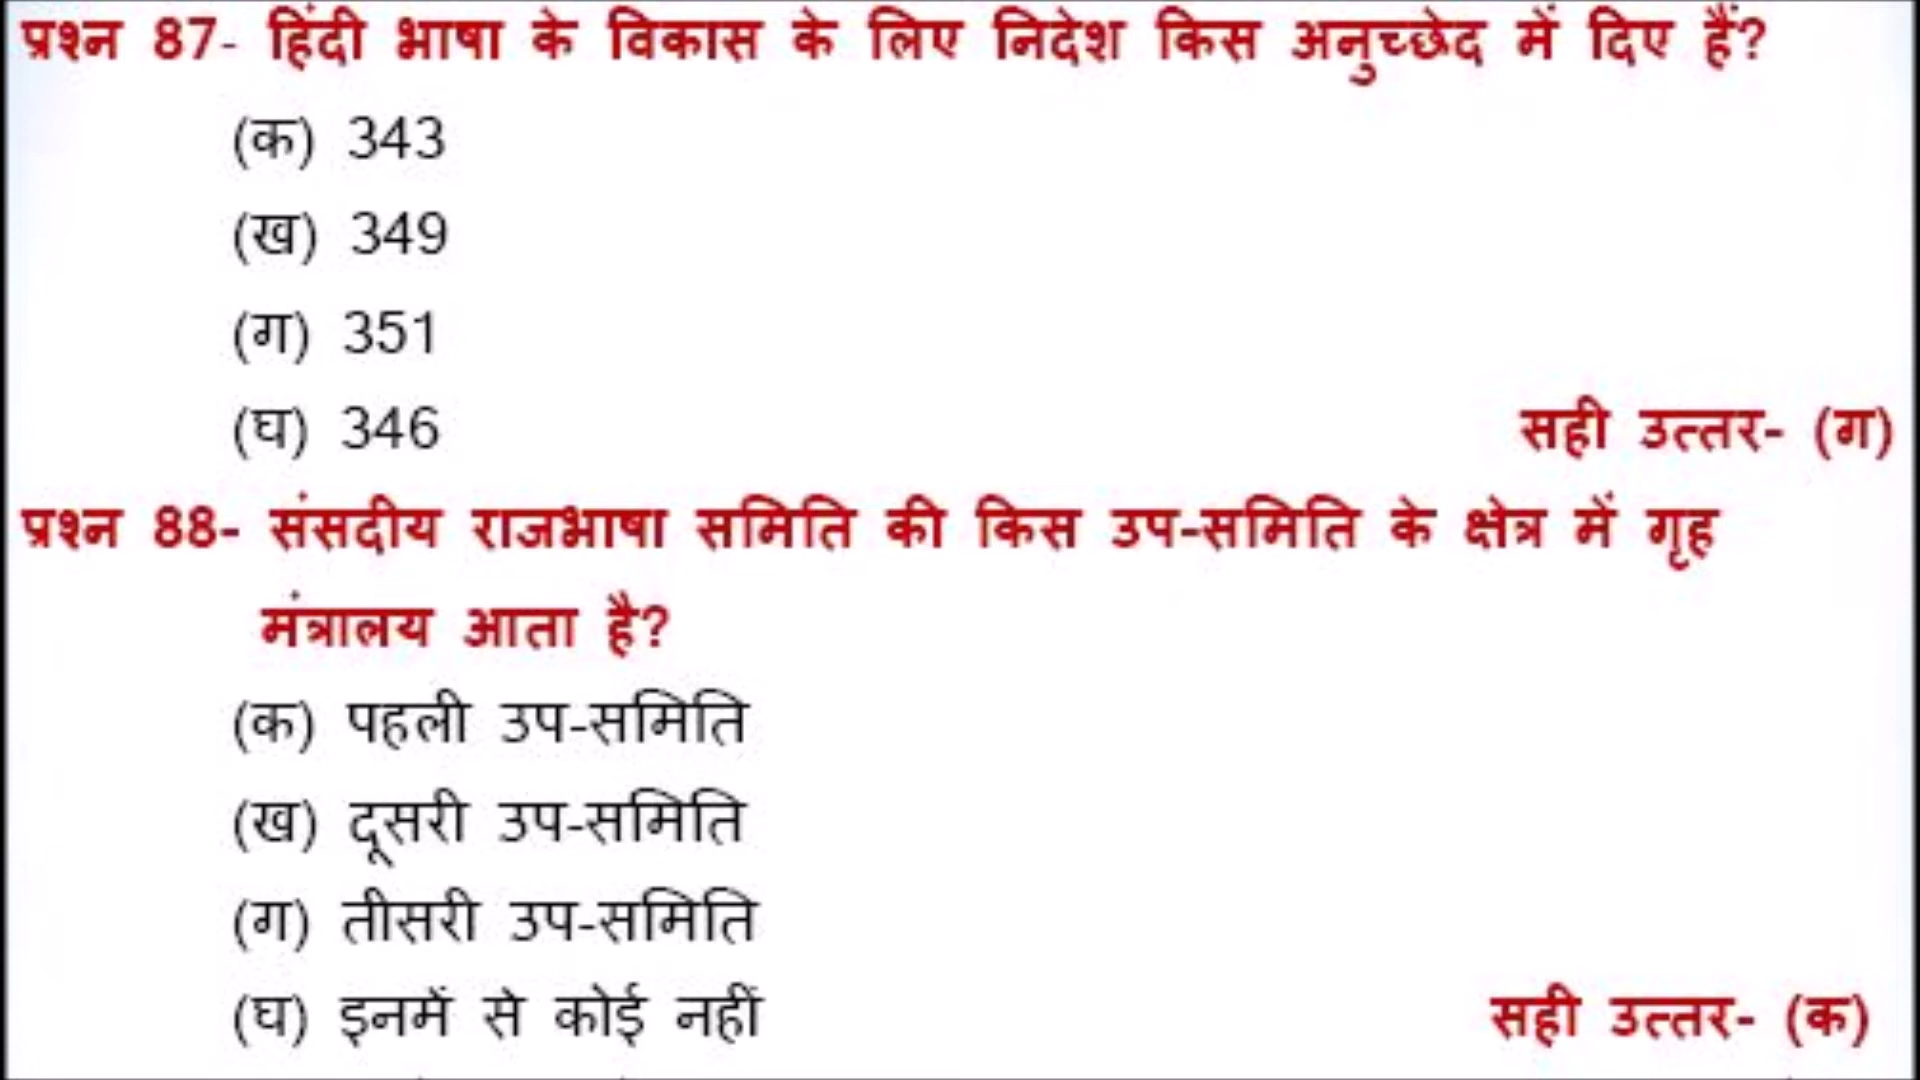 प्रश्न 87- हिंदी भाषा के विकास के लिए निदेश किस अनुच्छेद में दिए हैं?
(क) 343
(ख) 349
(ग) 351
(घ) 346 सही उत्तर- (ग)
प्रश्न 88- संसदीय राजभाषा समिति की किस उप-समिति के क्षेत्र में गृह
मंत्रालय आता है?
(क) पहली उप-समिति
(ख) दूसरी उप-समिति
(ग) तीसरी उप-समिति
(घ) इनमें से कोई नहीं सही उत्तर- (क)